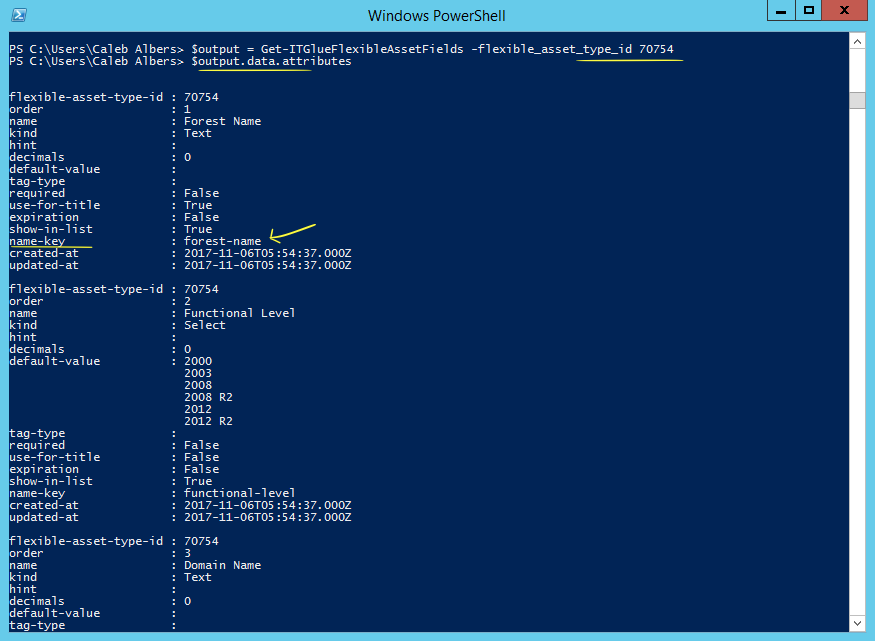 Windows PowerShell
PS C:\Users\Caleb Albers> $output = Get-ITGlueFlexibleAssetFields -flexible_asset_type_id 70754
PS C:\Users\Caleb Albers> $output.data.attributes
flexible-asset-type-id : 70754
order : 1
name : Forest Name
kind : Text
hint :
decimals : 0
default-value :
tag-type :
required : False
use-for-title : True
expiration : False
show-in-list : True
name-key : forest-name
created-at : 2017-11-06T05:54:37.000Z
updated-at : 2017-11-06T05:54:37.000Z
flexible-asset-type-id : 70754
order : 2
name : Functional Level
kind : Select
hint :
decimals : 0
default-value : 2000
2003
2008
2008 R2
2012
2012 R2
tag-type :
required : False
use-for-title : False
expiration : False
show-in-list : True
name-key : functional-level
created-at : 2017-11-06T05:54:37.000Z
updated-at : 2017-11-06T05:54:37.000Z
flexible-asset-type-id : 70754
order : 3
name : Domain Name
kind : Text
hint :
decimals : 0
default-value :
tag-type :